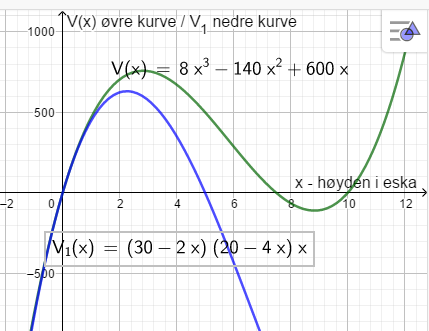 V(x) øvre kurve / V₁ nedre kurve
1000
V(x) = 8 x³ − 140 x² + 600 x
500
x - høyden i eska
−2 0 2 4 6 8 10 12
V₁(x) = (30 − 2 x) (20 − 4 x) x
−500